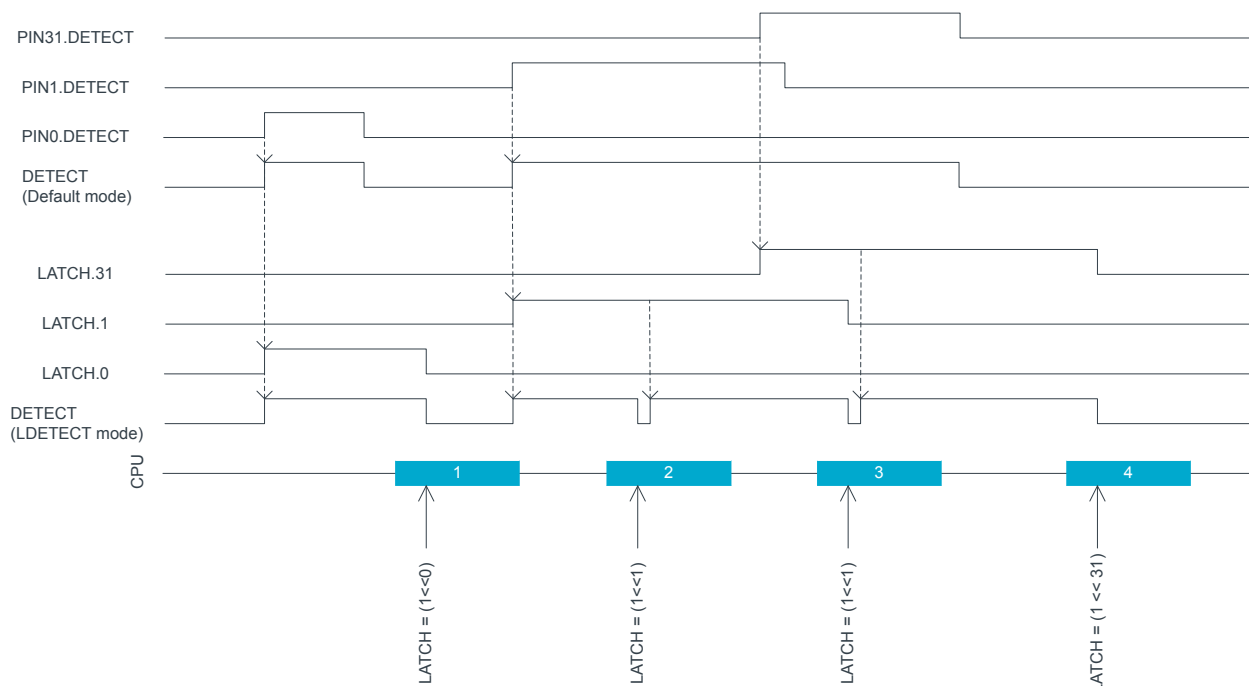 PIN31.DETECT
PIN1.DETECT
PIN0.DETECT
DETECT
(Default mode)
LATCH.31
LATCH.1
LATCH.0
DETECT
(LDETECT mode)
CPU
1
2
3
4
LATCH = (1<<0)
LATCH = (1<<1)
LATCH = (1<<1)
LATCH = (1 << 31)